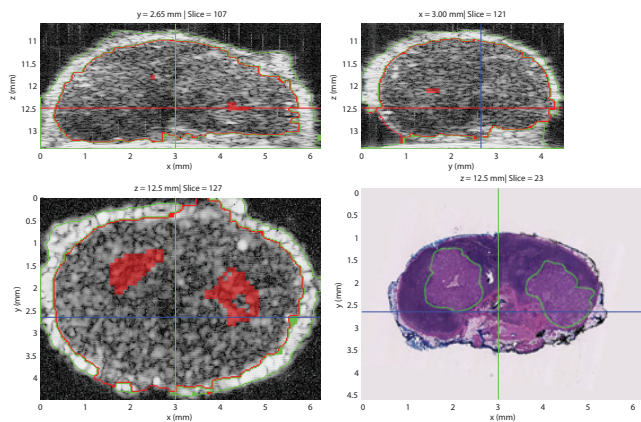 y = 2.65 mm | Slice = 107
11
11.5
12
12.5
13
z (mm)
0 1 2 3 4 5 6
x (mm)
x = 3.00 mm | Slice = 121
11
11.5
12
12.5
13
z (mm)
0 1 2 3 4
y (mm)
z = 12.5 mm| Slice = 127
0
0.5
1
1.5
2
2.5
3
3.5
4
y (mm)
0 1 2 3 4 5 6
x (mm)
z = 12.5 mm| Slice = 23
0
0.5
1
1.5
2
2.5
3
3.5
4
4.5
y (mm)
0 1 2 3 4 5 6
x (mm)